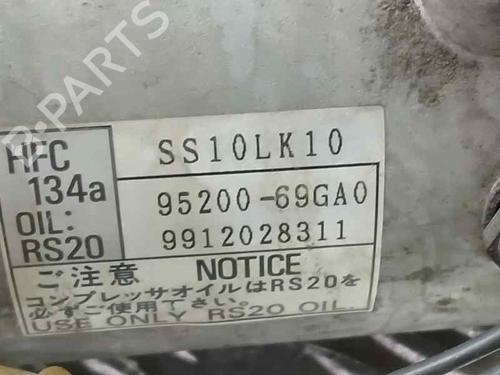 B-PARTS
HFC
134a
OIL:
RS20
SS10LK10
95200-69GA0
9912028311
ご注意 NOTICE
コンプレッサオイルはRS20を
必ずご使用下さい。
USE ONLY RS20 OIL.